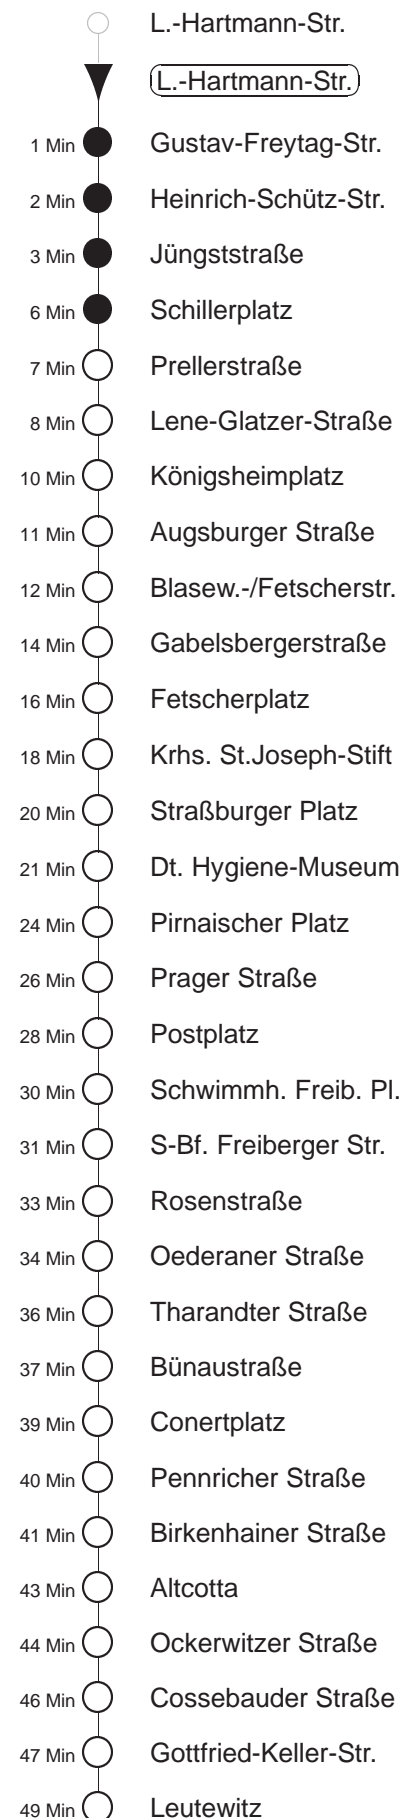 L.-Hartmann-Str.
L.-Hartmann-Str.
1 Min Gustav-Freytag-Str.
2 Min Heinrich-Schütz-Str.
3 Min Jüngststraße
6 Min Schillerplatz
7 Min Prellerstraße
8 Min Lene-Glatzer-Straße
10 Min Königsheimplatz
11 Min Augsburger Straße
12 Min Blasew.-/Fetscherstr.
14 Min Gabelsbergerstraße
16 Min Fetscherplatz
18 Min Krhs. St.Joseph-Stift
20 Min Straßburger Platz
21 Min Dt. Hygiene-Museum
24 Min Pirnaischer Platz
26 Min Prager Straße
28 Min Postplatz
30 Min Schwimmh. Freib. Pl.
31 Min S-Bf. Freiberger Str.
33 Min Rosenstraße
34 Min Oederaner Straße
36 Min Tharandter Straße
37 Min Bünaustraße
39 Min Conertplatz
40 Min Pennricher Straße
41 Min Birkenhainer Straße
43 Min Altcotta
44 Min Ockerwitzer Straße
46 Min Cossebauder Straße
47 Min Gottfried-Keller-Str.
49 Min Leutewitz